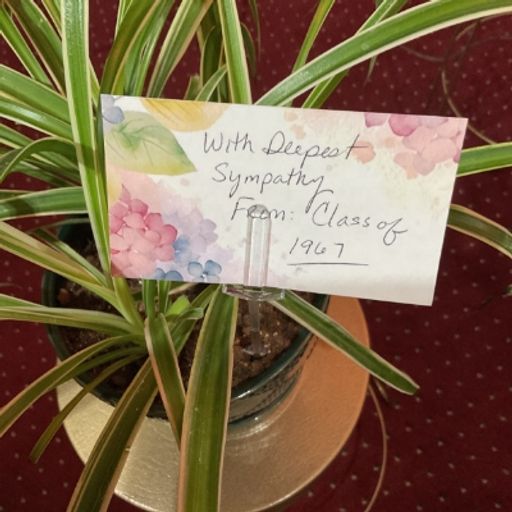 With Deepest
Sympathy
From: Class of
1967